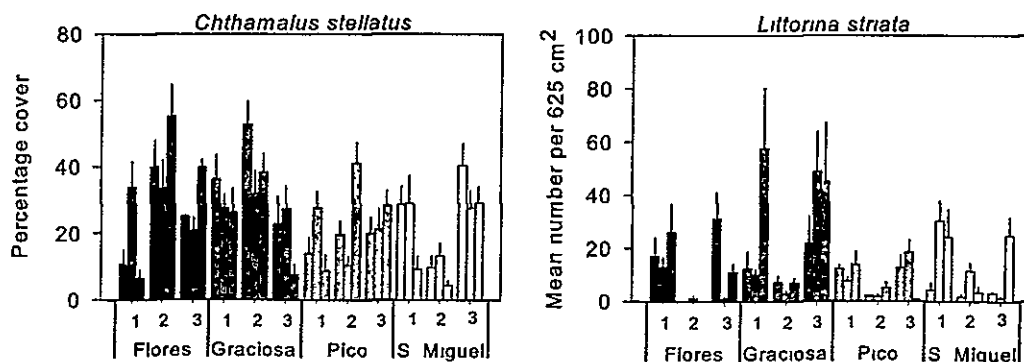 Chthamalus stellatus
80
60
40
20
0
Percentage cover
1 2 3 1 2 3 1 2 3 1 2 3
Flores Graciosa Pico S Miguel
Littorina striata
100
80
60
40
20
0
Mean number per 625 cm2
1 2 3 1 2 3 1 2 3 1 2 3
Flores Graciosa Pico S Miguel